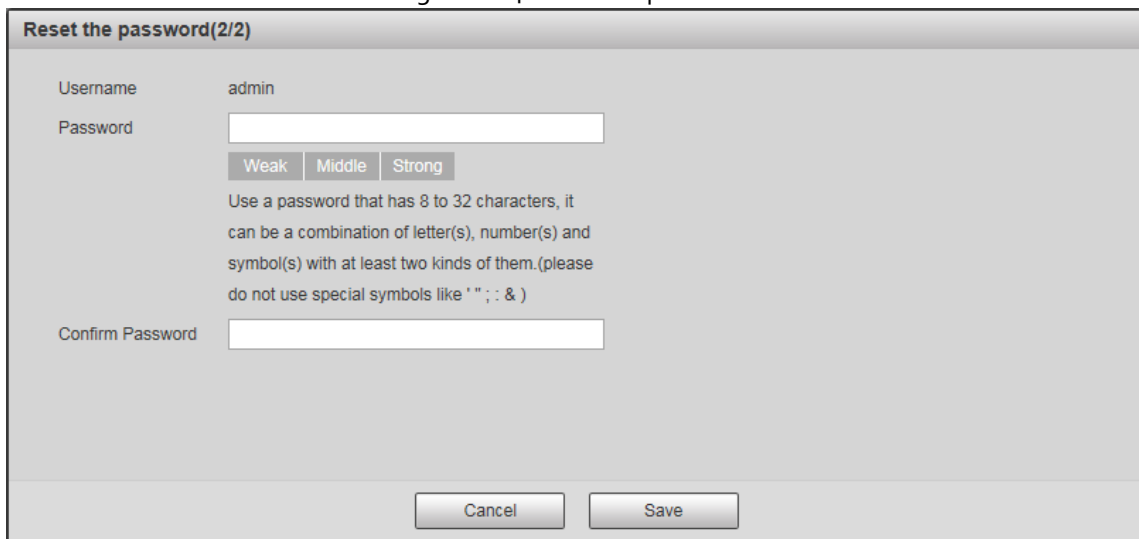 Reset the password(2/2)
Username admin
Password
Weak Middle Strong
Use a password that has 8 to 32 characters, it
can be a combination of letter(s), number(s) and
symbol(s) with at least two kinds of them.(please
do not use special symbols like ' " ; : & )
Confirm Password
Cancel Save